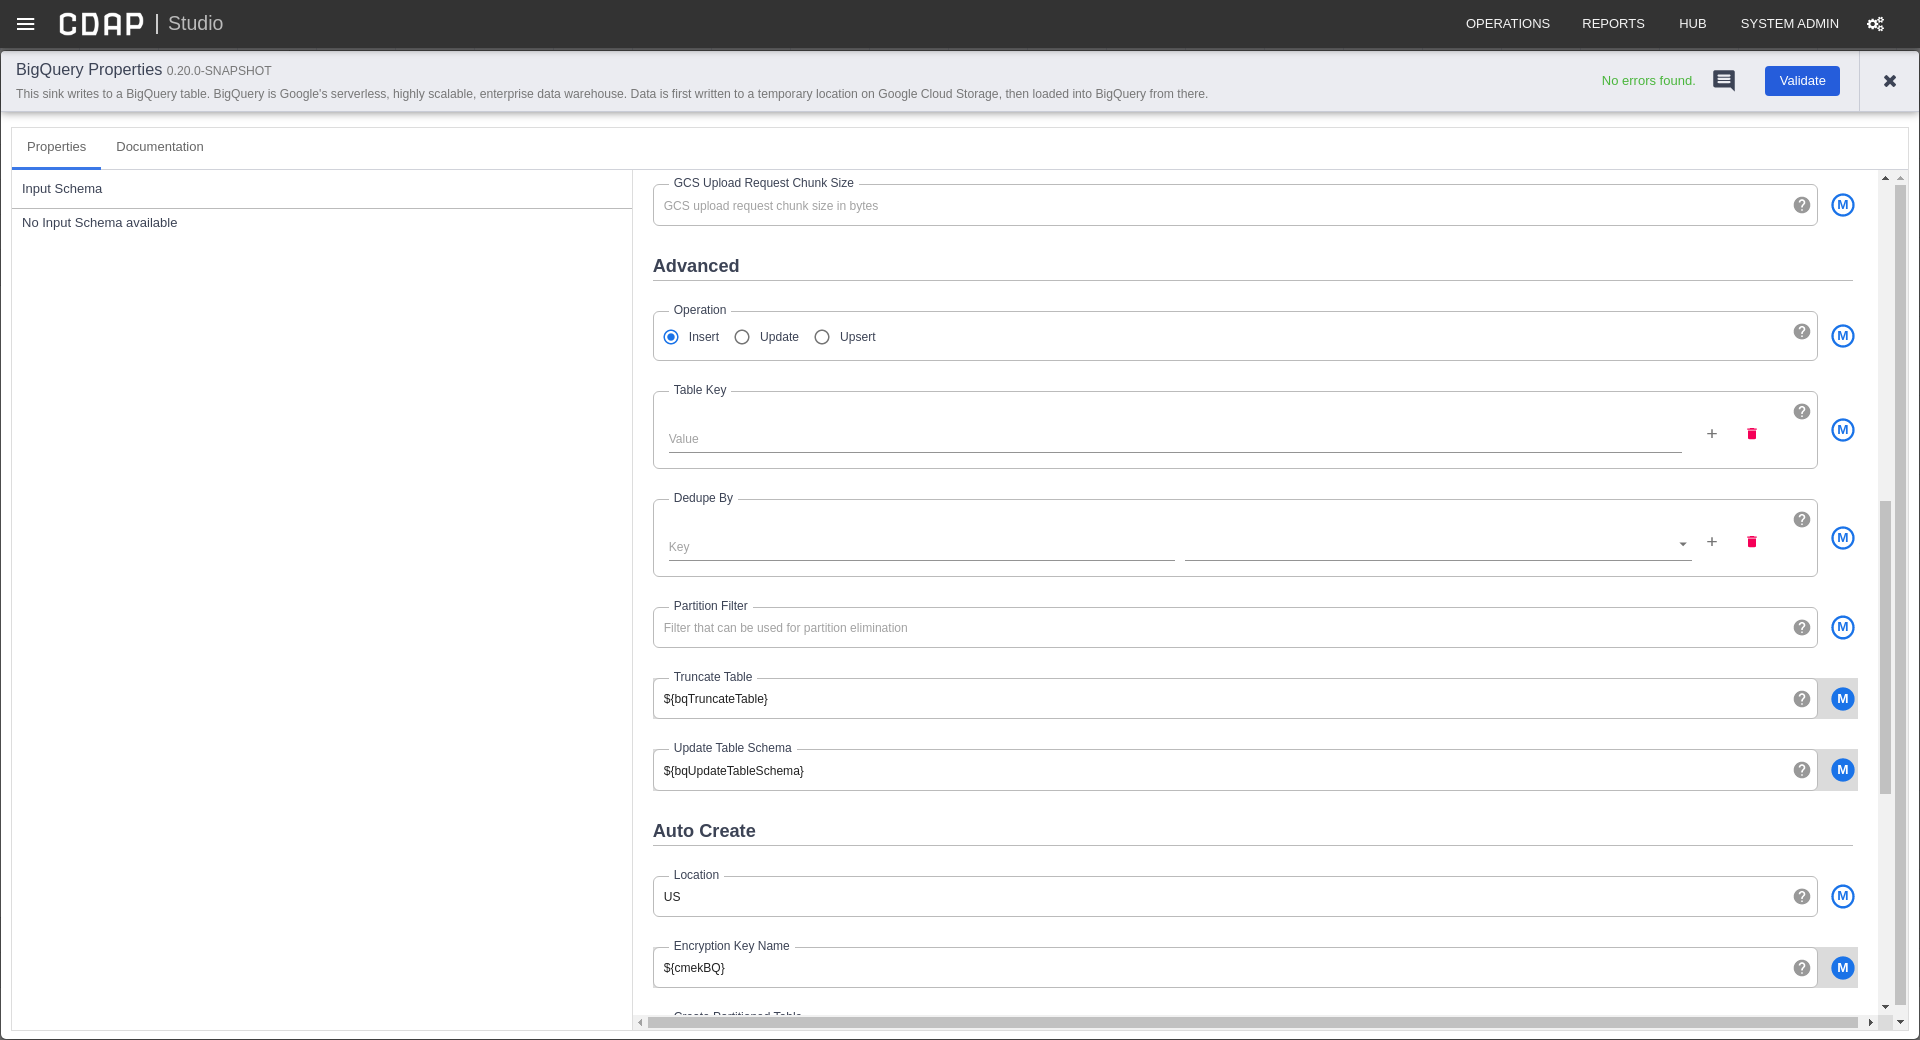 CDAP | Studio OPERATIONS REPORTS HUB SYSTEM ADMIN
BigQuery Properties 0.20.0-SNAPSHOT
This sink writes to a BigQuery table. BigQuery is Google's serverless, highly scalable, enterprise data warehouse. Data is first written to a temporary location on Google Cloud Storage, then loaded into BigQuery from there.
No errors found. Validate
Properties Documentation
Input Schema
No Input Schema available
GCS Upload Request Chunk Size
GCS upload request chunk size in bytes
M
Advanced
Operation
Insert Update Upsert
M
Table Key
Value
M
Dedupe By
Key
M
Partition Filter
Filter that can be used for partition elimination
M
Truncate Table
${bqTruncateTable}
M
Update Table Schema
${bqUpdateTableSchema}
M
Auto Create
Location
US
M
Encryption Key Name
${cmekBQ}
M
Create Partitioned Table